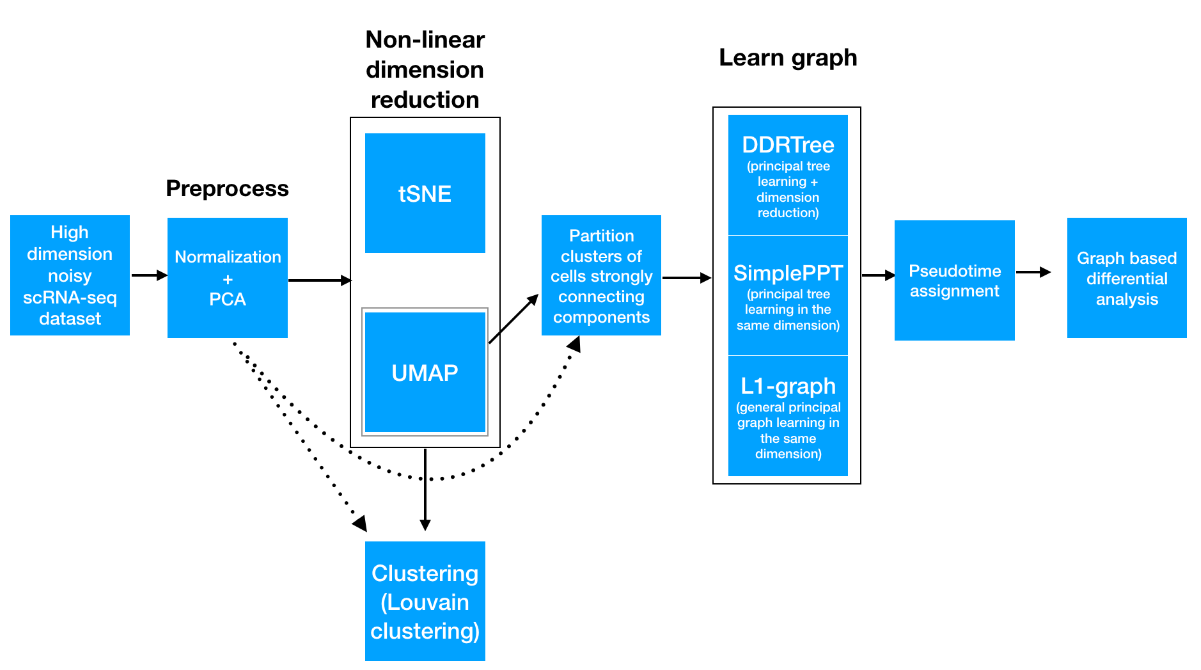 High
dimension
noisy
scRNA-seq
dataset
Preprocess
Normalization
+
PCA
Non-linear
dimension
reduction
tSNE
UMAP
Clustering
(Louvain
clustering)
Partition
clusters of
cells strongly
connecting
components
Learn graph
DDRTree
(principal tree
learning +
dimension
reduction)
SimplePPT
(principal tree
learning in the
same dimension)
L1-graph
(general principal
graph learning in
the same
dimension)
Pseudotime
assignment
Graph based
differential
analysis